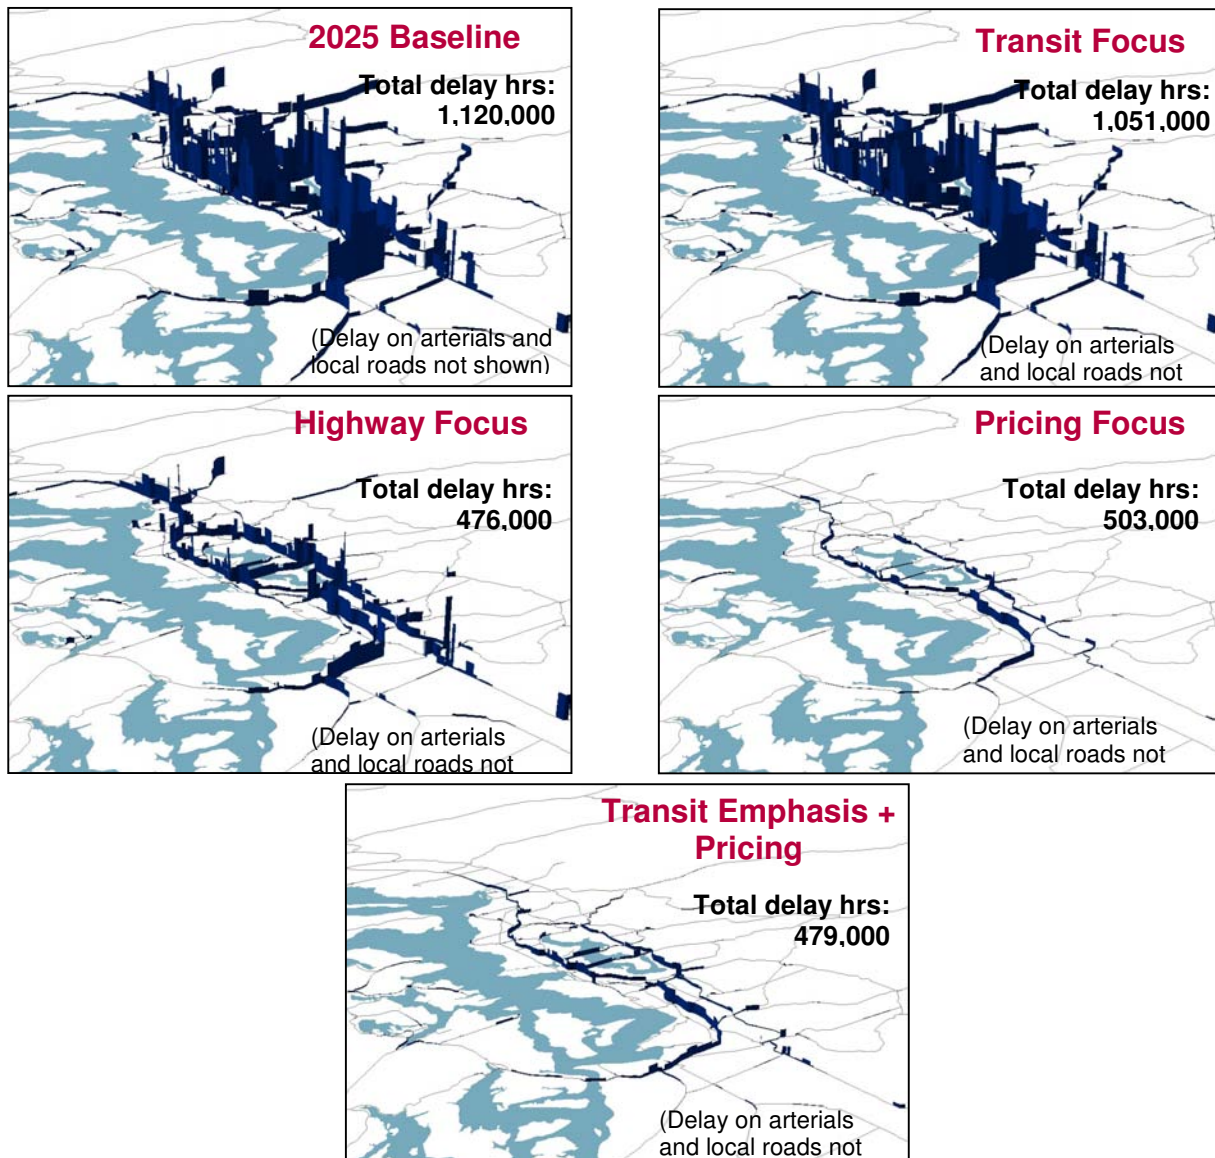 2025 Baseline
Total delay hrs:
1,120,000
(Delay on arterials and
local roads not shown)
Transit Focus
Total delay hrs:
1,051,000
(Delay on arterials
and local roads not
Highway Focus
Total delay hrs:
476,000
(Delay on arterials
and local roads not
Pricing Focus
Total delay hrs:
503,000
(Delay on arterials
and local roads not
Transit Emphasis +
Pricing
Total delay hrs:
479,000
(Delay on arterials
and local roads not